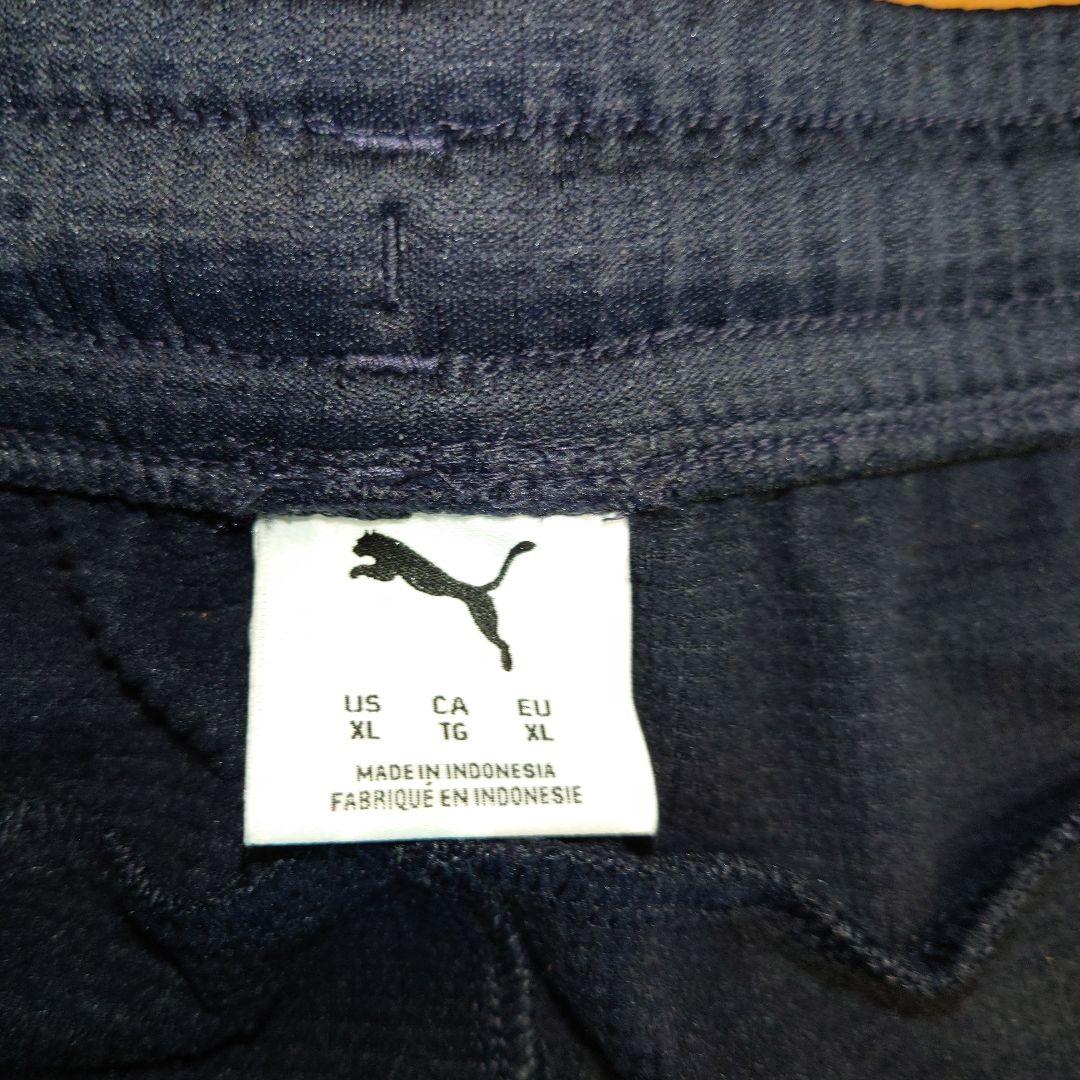 US CA EU
XL TG XL
MADE IN INDONESIA
FABRIQUÉ EN INDONESIE